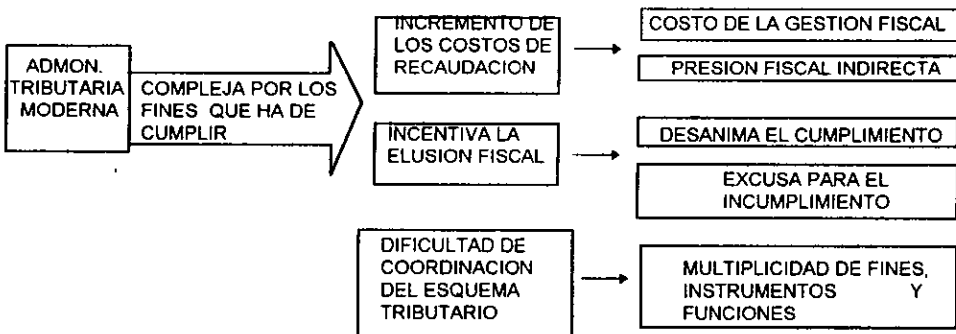 ADMON.
TRIBUTARIA
MODERNA
COMPLEJA POR LOS
FINES QUE HA DE
CUMPLIR
INCREMENTO DE
LOS COSTOS DE
RECAUDACION
COSTO DE LA GESTION FISCAL
PRESION FISCAL INDIRECTA
INCENTIVA LA
ELUSION FISCAL
DESANIMA EL CUMPLIMIENTO
EXCUSA PARA EL
INCUMPLIMIENTO
DIFICULTAD DE
COORDINACION
DEL ESQUEMA
TRIBUTARIO
MULTIPLICIDAD DE FINES,
INSTRUMENTOS Y
FUNCIONES